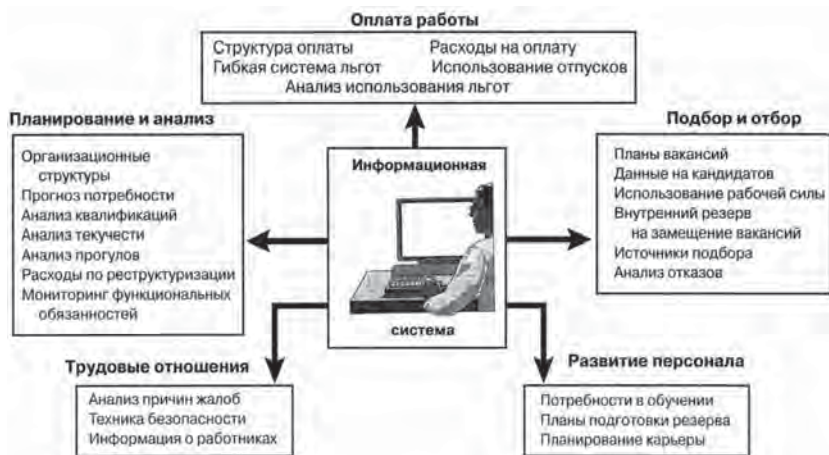 Оплата работы
Структура оплаты Расходы на оплату
Гибкая система льгот Использование отпусков
Анализ использования льгот
Планирование и анализ
Организационные
структуры
Прогноз потребности
Анализ квалификаций
Анализ текучести
Анализ прогулов
Расходы по реструктуризации
Мониторинг функциональных
обязанностей
Информационная
система
Подбор и отбор
Планы вакансий
Данные на кандидатов
Использование рабочей силы
Внутренний резерв
на замещение вакансий
Источники подбора
Анализ отказов
Трудовые отношения
Анализ причин жалоб
Техника безопасности
Информация о работниках
Развитие персонала
Потребности в обучении
Планы подготовки резерва
Планирование карьеры